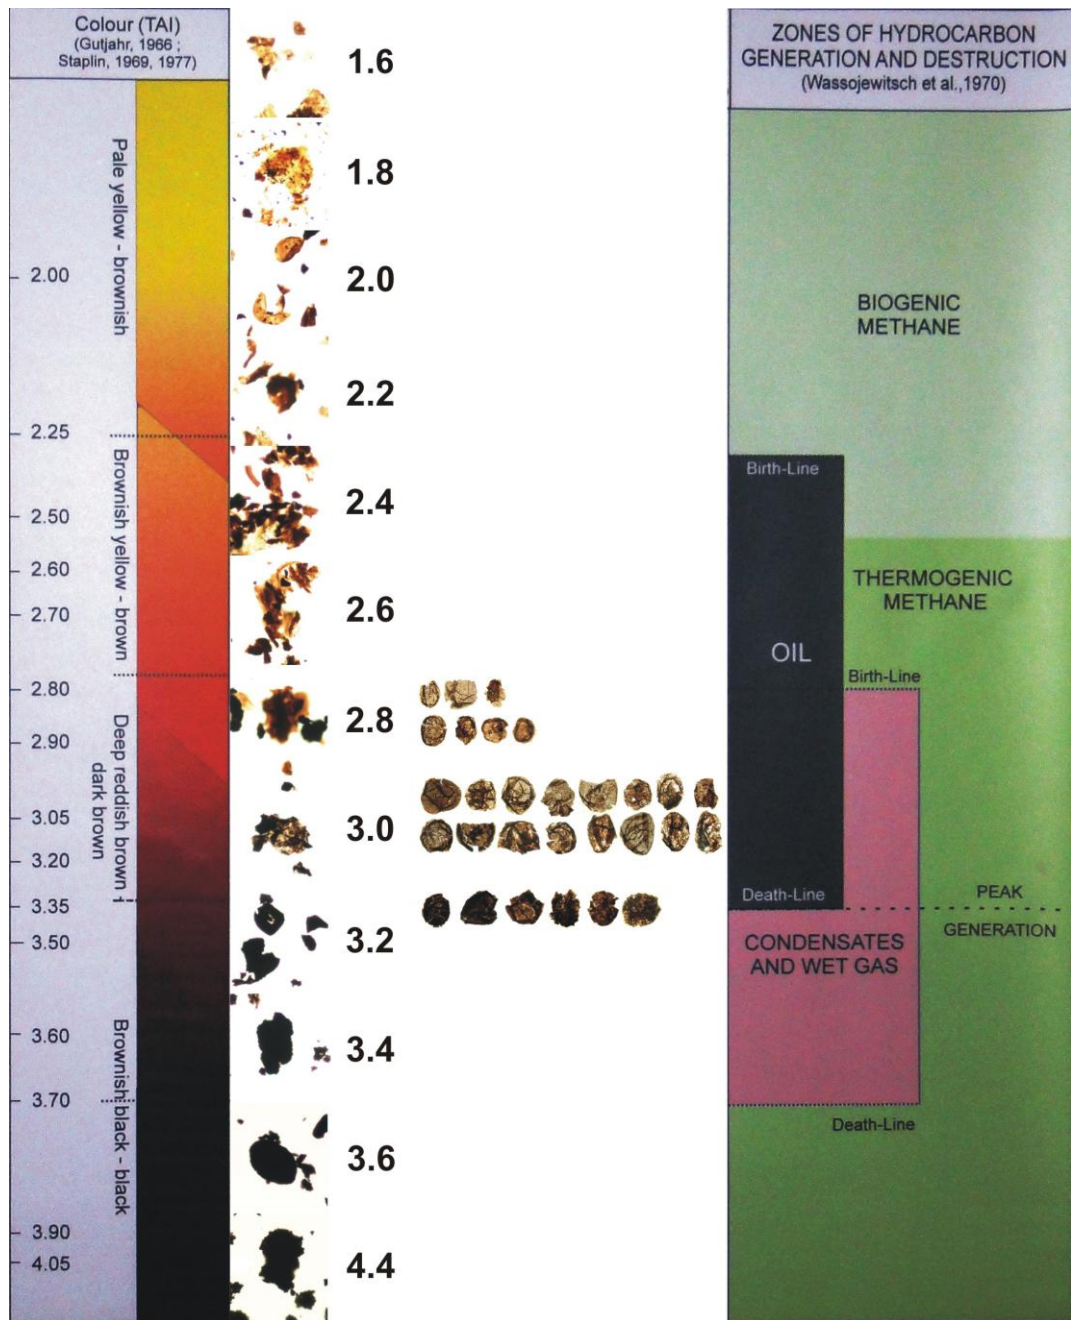 Colour (TAI)
(Gutjahr, 1966 ;
Staplin, 1969, 1977)
2.00
2.25
2.50
2.60
2.70
2.80
2.90
3.05
3.20
3.35
3.50
3.60
3.70
3.90
4.05
Pale yellow - brownish
Brownish yellow - brown
Deep reddish brown -
dark brown
Brownish black - black
1.6
1.8
2.0
2.2
2.4
2.6
2.8
3.0
3.2
3.4
3.6
4.4
ZONES OF HYDROCARBON
GENERATION AND DESTRUCTION
(Wassojewitsch et al.,1970)
BIOGENIC
METHANE
Birth-Line
THERMOGENIC
METHANE
OIL
Birth-Line
Death-Line
PEAK
GENERATION
CONDENSATES
AND WET GAS
Death-Line